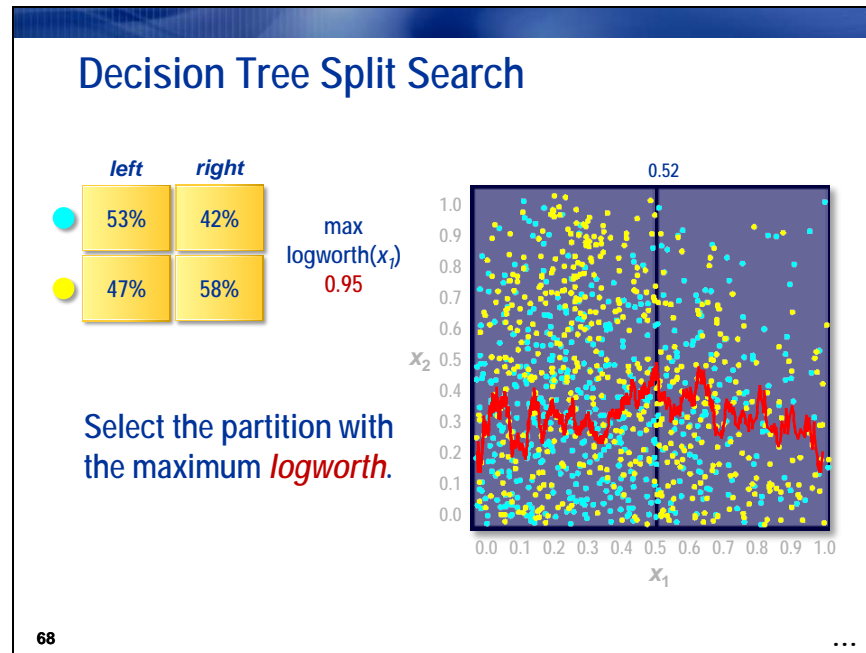 Decision Tree Split Search
left right
53% 42%
47% 58%
max
logworth(x1)
0.95
Select the partition with
the maximum logworth.
0.52
1.0
0.9
0.8
0.7
0.6
x2 0.5
0.4
0.3
0.2
0.1
0.0
0.0 0.1 0.2 0.3 0.4 0.5 0.6 0.7 0.8 0.9 1.0
x1
68 ...